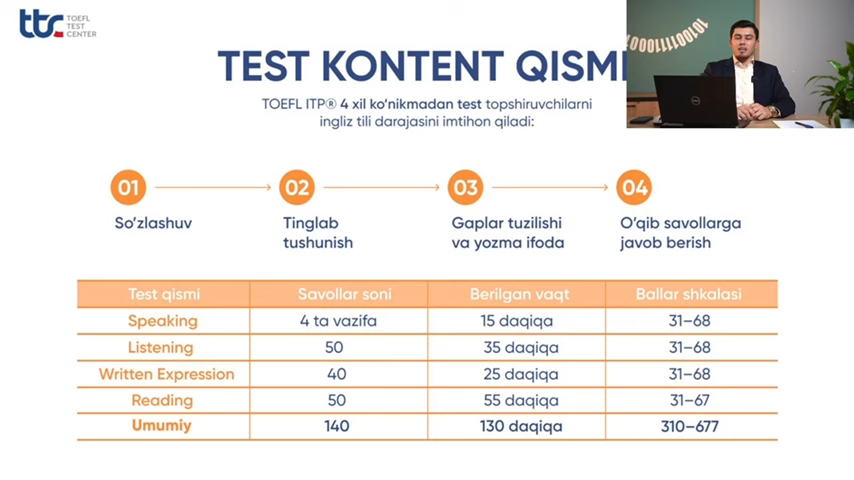 ttc TOEFL
TEST
CENTER
TEST KONTENT QISMI
TOEFL ITP® 4 xil ko‘nikmadan test topshiruvchilarni
ingliz tili darajasini imtihon qiladi:
01 02 03 04
So‘zlashuv
Tinglab
tushunish
Gaplar tuzilishi
va yozma ifoda
O‘qib savollarga
javob berish
Test qismi Savollar soni Berilgan vaqt Ballar shkalasi
Speaking 4 ta vazifa 15 daqiqa 31–68
Listening 50 35 daqiqa 31–68
Written Expression 40 25 daqiqa 31–68
Reading 50 55 daqiqa 31–67
Umumiy 140 130 daqiqa 310–677
DELL